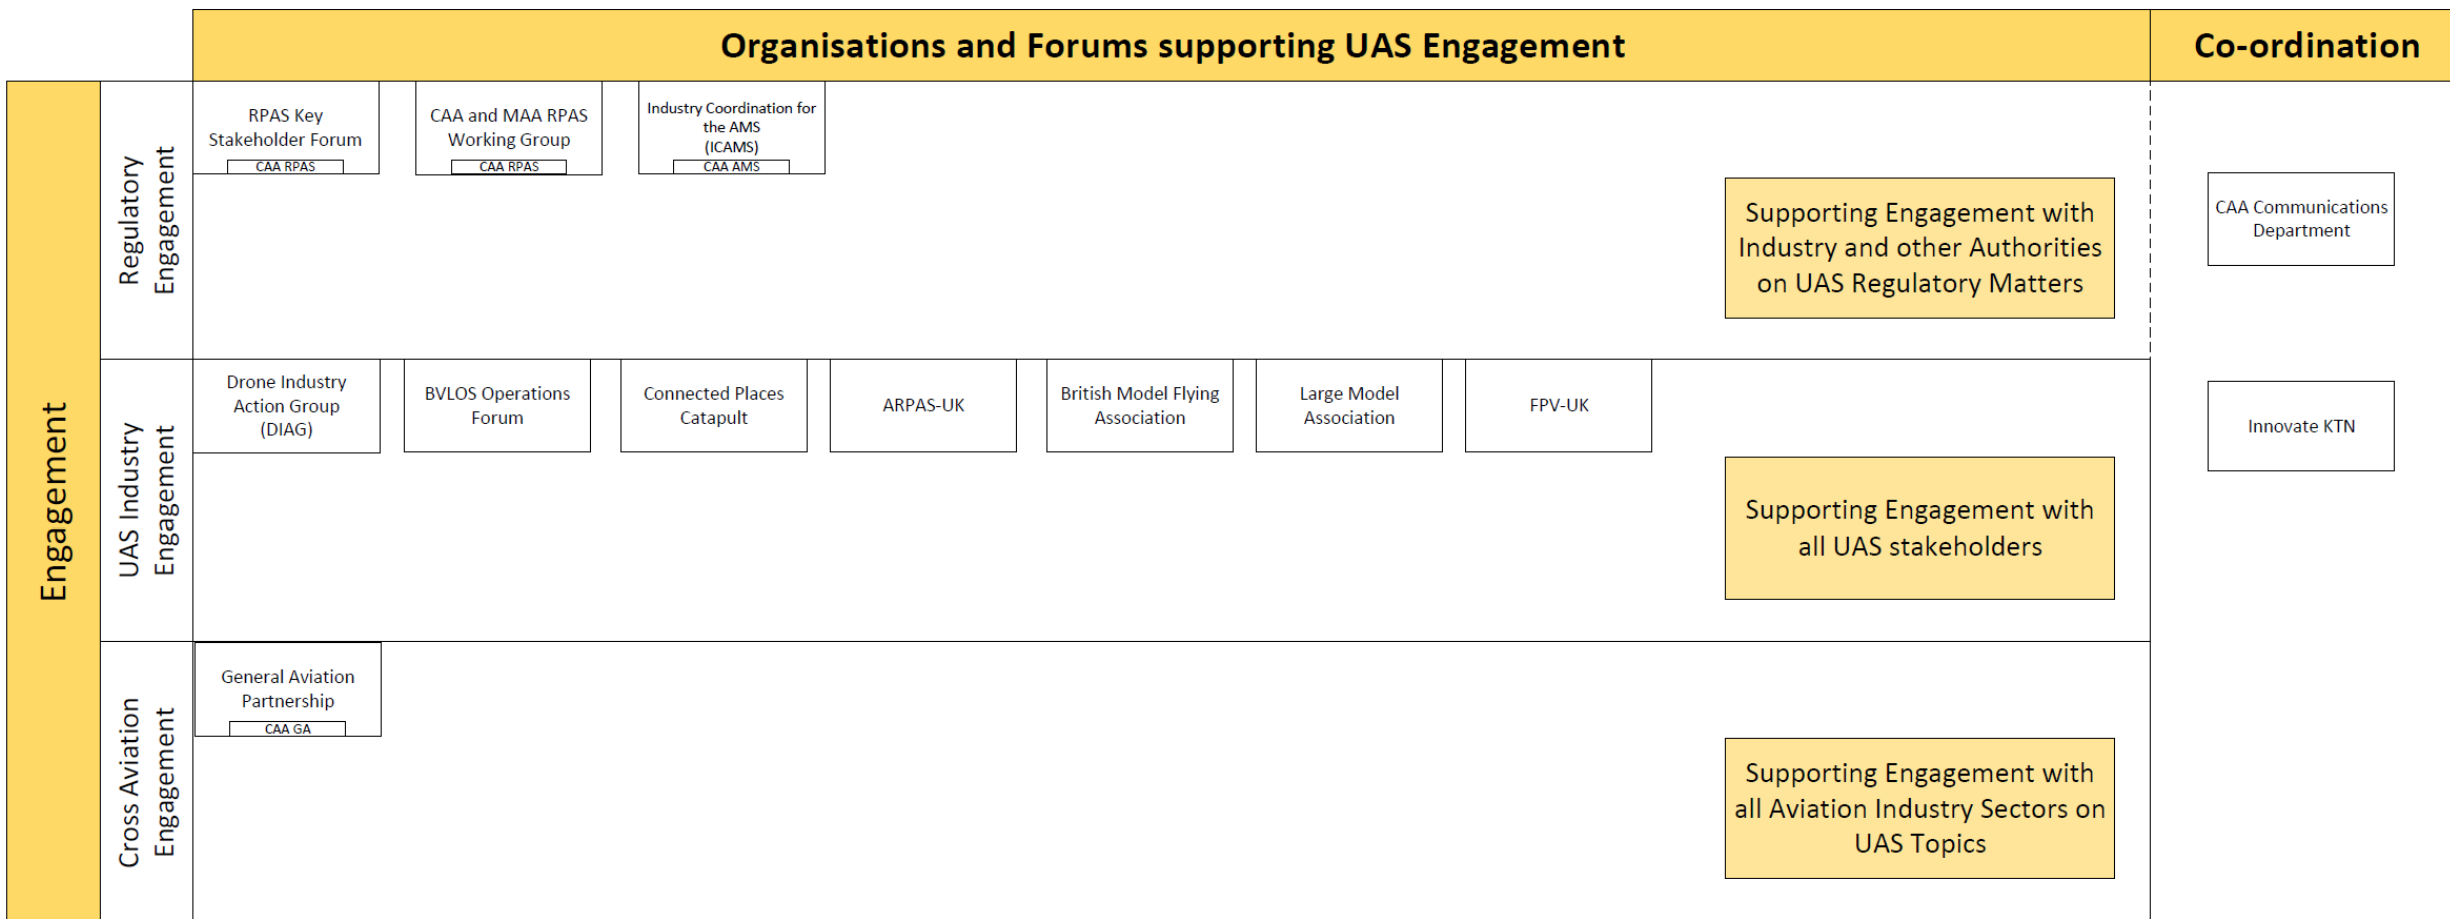 Organisations and Forums supporting UAS Engagement
Co-ordination
Engagement
Regulatory
Engagement
RPAS Key
Stakeholder Forum
CAA RPAS
CAA and MAA RPAS
Working Group
CAA RPAS
Industry Coordination for
the AMS
(ICAMS)
CAA AMS
Supporting Engagement with
Industry and other Authorities
on UAS Regulatory Matters
CAA Communications
Department
UAS Industry
Engagement
Drone Industry
Action Group
(DIAG)
BVLOS Operations
Forum
Connected Places
Catapult
ARPAS-UK
British Model Flying
Association
Large Model
Association
FPV-UK
Supporting Engagement with
all UAS stakeholders
Innovate KTN
Cross Aviation
Engagement
General Aviation
Partnership
CAA GA
Supporting Engagement with
all Aviation Industry Sectors on
UAS Topics